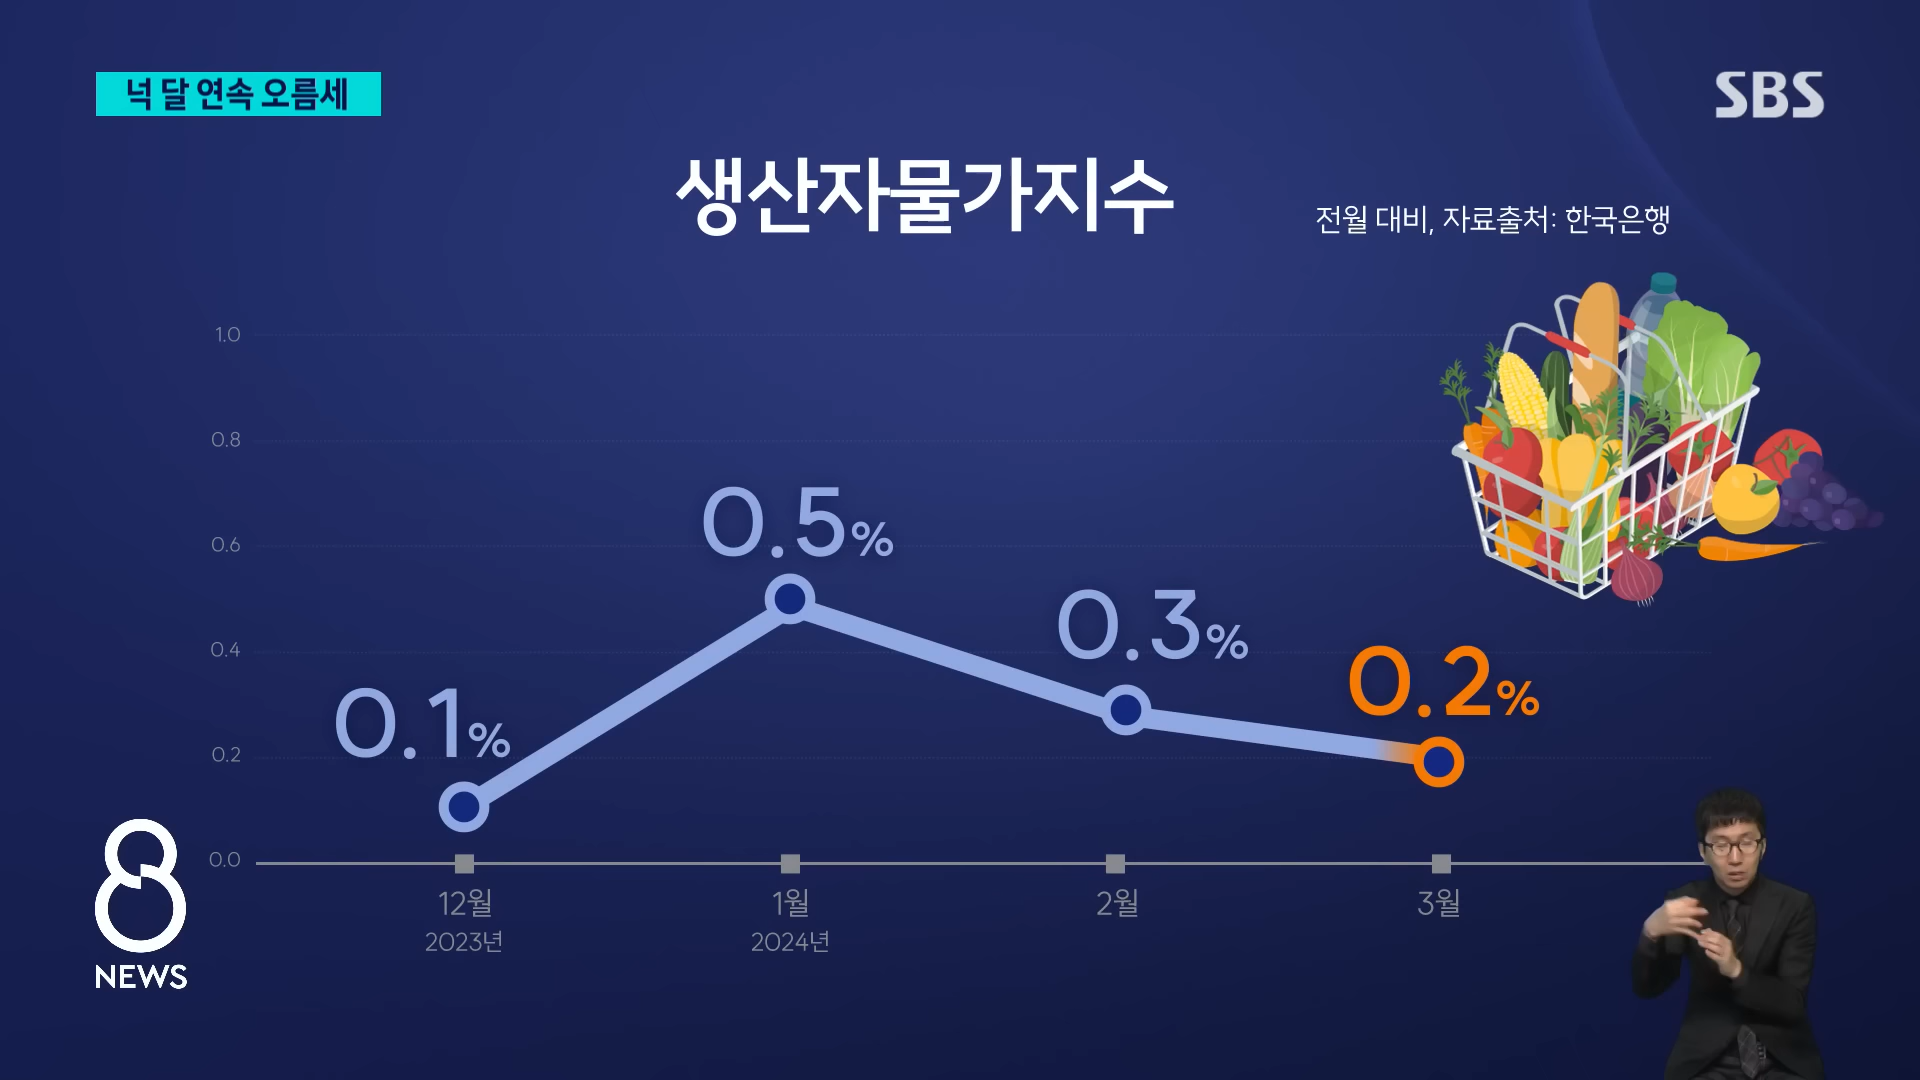 넉 달 연속 오름세
SBS
생산자물가지수
전월 대비, 자료출처: 한국은행
1.0
0.8
0.6
0.4
0.2
0.0
0.1%
0.5%
0.3%
0.2%
12월
1월
2월
3월
2023년
2024년
8
NEWS